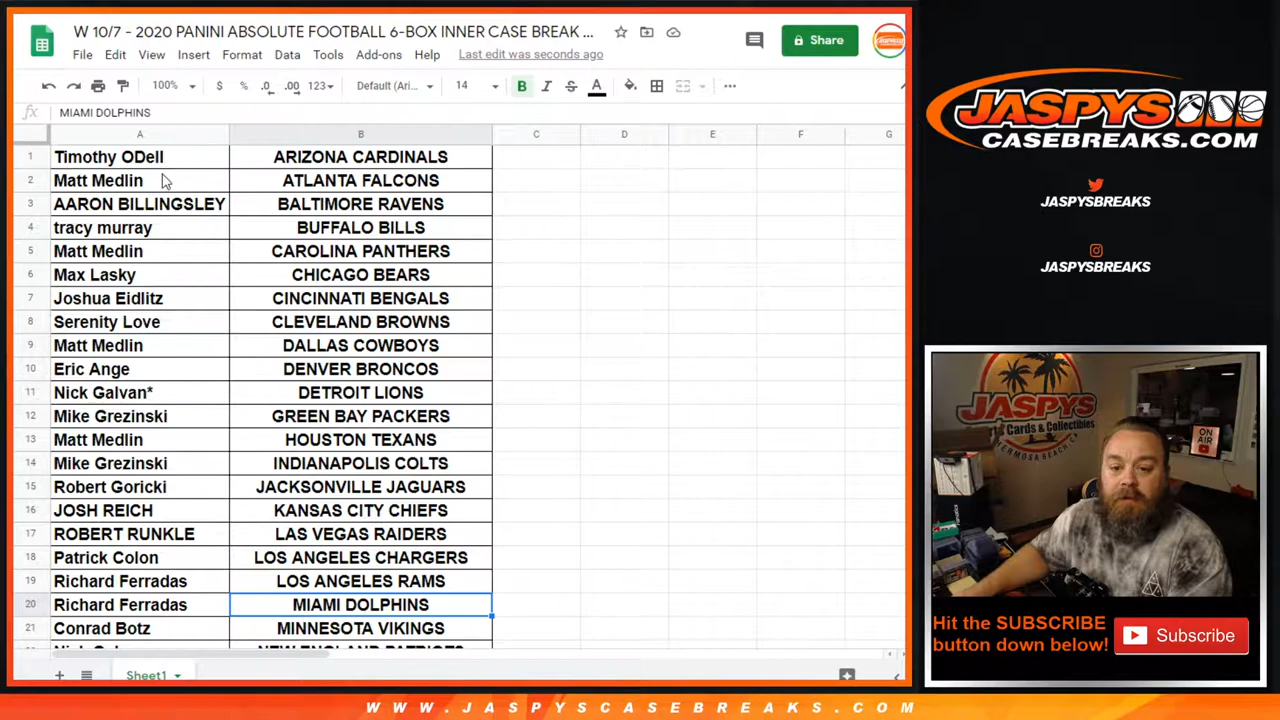 W 10/7 - 2020 PANINI ABSOLUTE FOOTBALL 6-BOX INNER CASE BREAK ...
File Edit View Insert Format Data Tools Add-ons Help Last edit was seconds ago
Share
100% $ % .0 .00 123 Default (Ari... 14 B I S A
fx MIAMI DOLPHINS
A B C D E F G
1 Timothy ODell ARIZONA CARDINALS
2 Matt Medlin ATLANTA FALCONS
3 AARON BILLINGSLEY BALTIMORE RAVENS
4 tracy murray BUFFALO BILLS
5 Matt Medlin CAROLINA PANTHERS
6 Max Lasky CHICAGO BEARS
7 Joshua Eidlitz CINCINNATI BENGALS
8 Serenity Love CLEVELAND BROWNS
9 Matt Medlin DALLAS COWBOYS
10 Eric Ange DENVER BRONCOS
11 Nick Galvan* DETROIT LIONS
12 Mike Grezinski GREEN BAY PACKERS
13 Matt Medlin HOUSTON TEXANS
14 Mike Grezinski INDIANAPOLIS COLTS
15 Robert Goricki JACKSONVILLE JAGUARS
16 JOSH REICH KANSAS CITY CHIEFS
17 ROBERT RUNKLE LAS VEGAS RAIDERS
18 Patrick Colon LOS ANGELES CHARGERS
19 Richard Ferradas LOS ANGELES RAMS
20 Richard Ferradas MIAMI DOLPHINS
21 Conrad Botz MINNESOTA VIKINGS
NEW ENGLAND PATRIOTS
Sheet1
JASPYS
CASEBREAKS.COM
JASPYSBREAKS
JASPYSBREAKS
JASPYS
Cards & Collectibles
HERMOSA BEACH, CA
ON
AIR
Hit the SUBSCRIBE
button down below!
Subscribe
WWW.JASPYSCASEBREAKS.COM